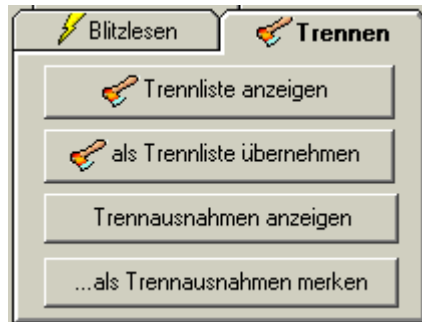 Blitzlesen Trennen
Trennliste anzeigen
als Trennliste übernehmen
Trennausnahmen anzeigen
...als Trennausnahmen merken